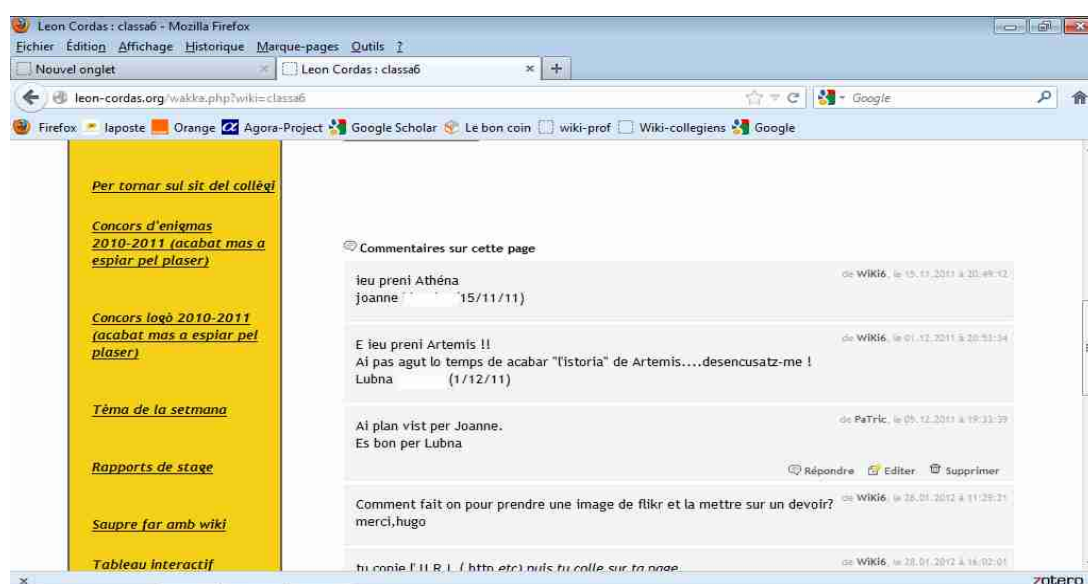 Leon Cordas : classa6 - Mozilla Firefox
Eichier Édition Affichage Historique Marque-pages Outils ?
Nouvel onglet
Leon Cordas : classa6
leon-cordas.org/wakka.php?wiki=classa6
Google
Firefox laposte Orange Agora-Project Google Scholar Le bon coin wiki-prof Wiki-collegiens Google
Per tornar sul sit del collègi
Concors d'enigmas
2010-2011 (acabat mas a
espiar pel plaser)
Concors logò 2010-2011
(acabat mas a espiar pel
plaser)
Tèma de la setmana
Rapports de stage
Saupre far amb wiki
Tableau interactif
Commentaires sur cette page
ieu preni Athéna
joanne 15/11/11)
de WiKi6, le 15.11.2011 à 20:49:12
E ieu preni Artemis !!
Ai pas agut lo temps de acabar "l'istoria" de Artemis....desencusatz-me !
Lubna (1/12/11)
de WiKi6, le 01.12.2011 à 20:53:34
Ai plan vist per Joanne.
Es bon per Lubna
de PaTric, le 05.12.2011 à 19:33:39
Répondre Editer Supprimer
Comment fait on pour prendre une image de flikr et la mettre sur un devoir?
merci,hugo
de WiKi6, le 28.01.2012 à 11:28:21
tu copie l' U.R.L ( http etc) puis tu colle sur ta page.
de WiKi6, le 28.01.2012 à 16:02:01
zotero